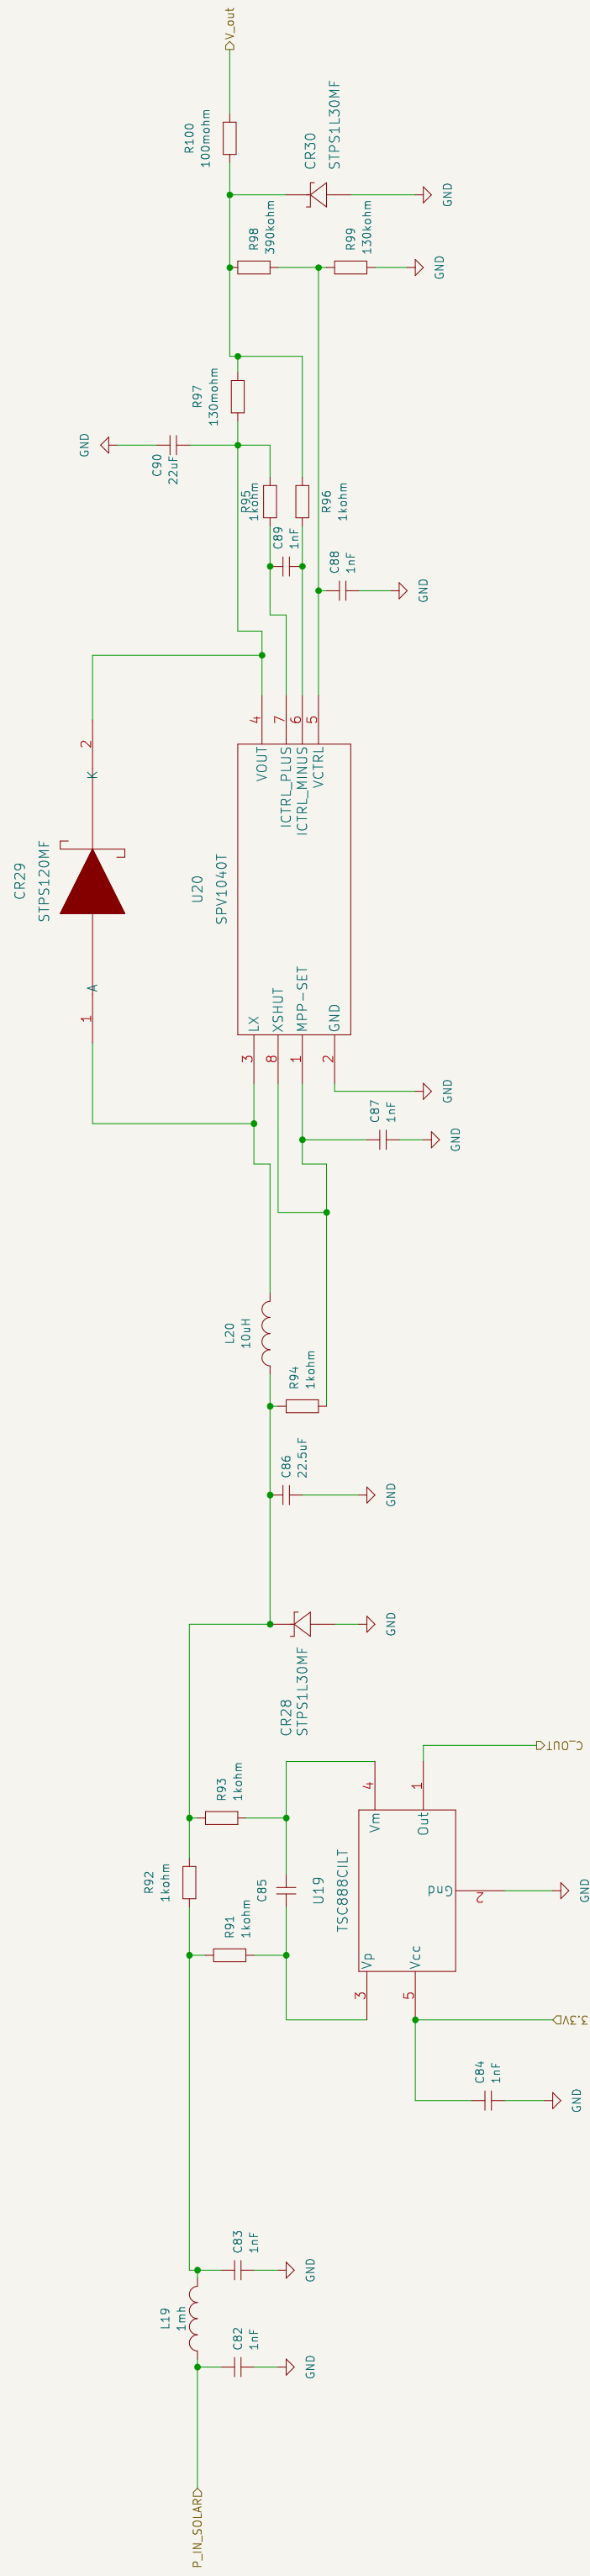 V_out
R100
100mohm
CR30
STPS1L30MF
GND
R98
390kohm
R99
130kohm
GND
R97
130mohm
GND
C90
22uF
R95
1kohm
R96
1kohm
C89
1nF
C88
1nF
GND
4
7
6
5
VOUT
ICTRL_PLUS
ICTRL_MINUS
VCTRL
2
K
CR29
STPS120MF
A
1
U20
SPV1040T
LX
XSHUT
MPP-SET
GND
3
8
1
2
GND
C87
1nF
GND
L20
10uH
R94
1kohm
C86
22.5uF
GND
GND
CR28
STPS1L30MF
C_OUT
R93
1kohm
4
1
Vm
Out
R92
1kohm
C85
U19
TSC888CILT
Gnd
2
GND
R91
1kohm
Vp
Vcc
3
5
3.3VD
C84
1nF
GND
C83
1nF
GND
L19
1mh
C82
1nF
GND
P_IN_SOLAR